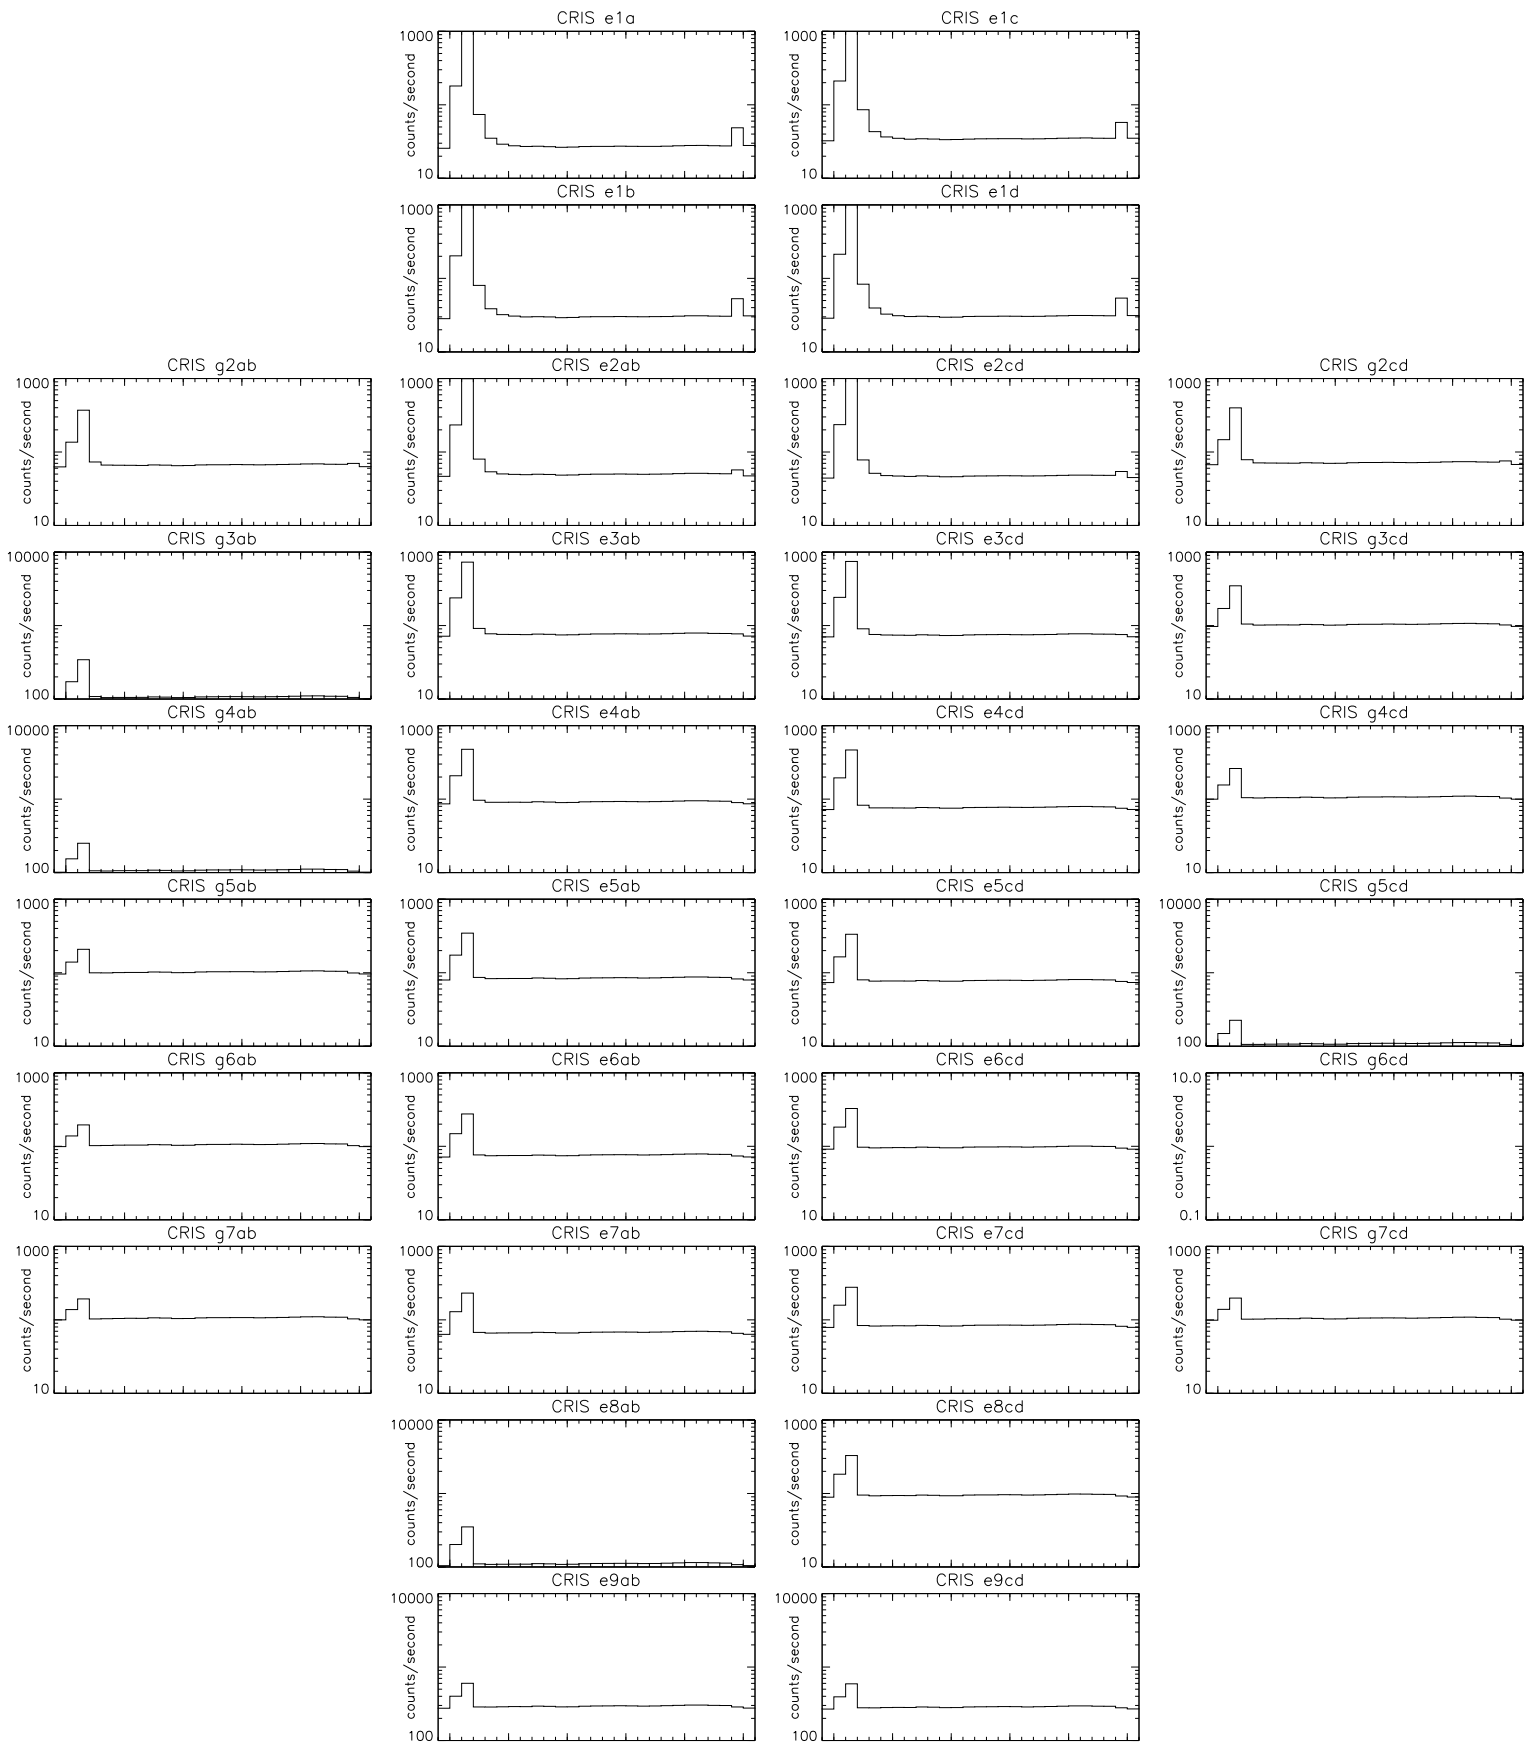 CRIS e1a CRIS e1c
1000 1000
counts/second counts/second
10 10
CRIS e1b CRIS e1d
1000 1000
counts/second counts/second
10 10
CRIS g2ab CRIS e2ab CRIS e2cd CRIS g2cd
1000 1000 1000 1000
counts/second counts/second counts/second counts/second
10 10 10 10
CRIS g3ab CRIS e3ab CRIS e3cd CRIS g3cd
10000 1000 1000 1000
counts/second counts/second counts/second counts/second
100 10 10 10
CRIS g4ab CRIS e4ab CRIS e4cd CRIS g4cd
10000 1000 1000 1000
counts/second counts/second counts/second counts/second
100 10 10 10
CRIS g5ab CRIS e5ab CRIS e5cd CRIS g5cd
1000 1000 1000 10000
counts/second counts/second counts/second counts/second
10 10 10 100
CRIS g6ab CRIS e6ab CRIS e6cd CRIS g6cd
1000 1000 1000 10.0
counts/second counts/second counts/second counts/second
10 10 10 0.1
CRIS g7ab CRIS e7ab CRIS e7cd CRIS g7cd
1000 1000 1000 1000
counts/second counts/second counts/second counts/second
10 10 10 10
CRIS e8ab CRIS e8cd
10000 1000
counts/second counts/second
100 10
CRIS e9ab CRIS e9cd
10000 10000
counts/second counts/second
100 100